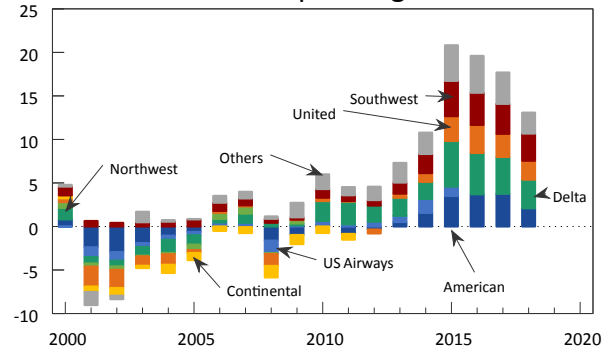 25
20
15
10
5
0
-5
-10
2000 2005 2010 2015 2020
Southwest
United
Northwest
Others
Delta
US Airways
Continental
American